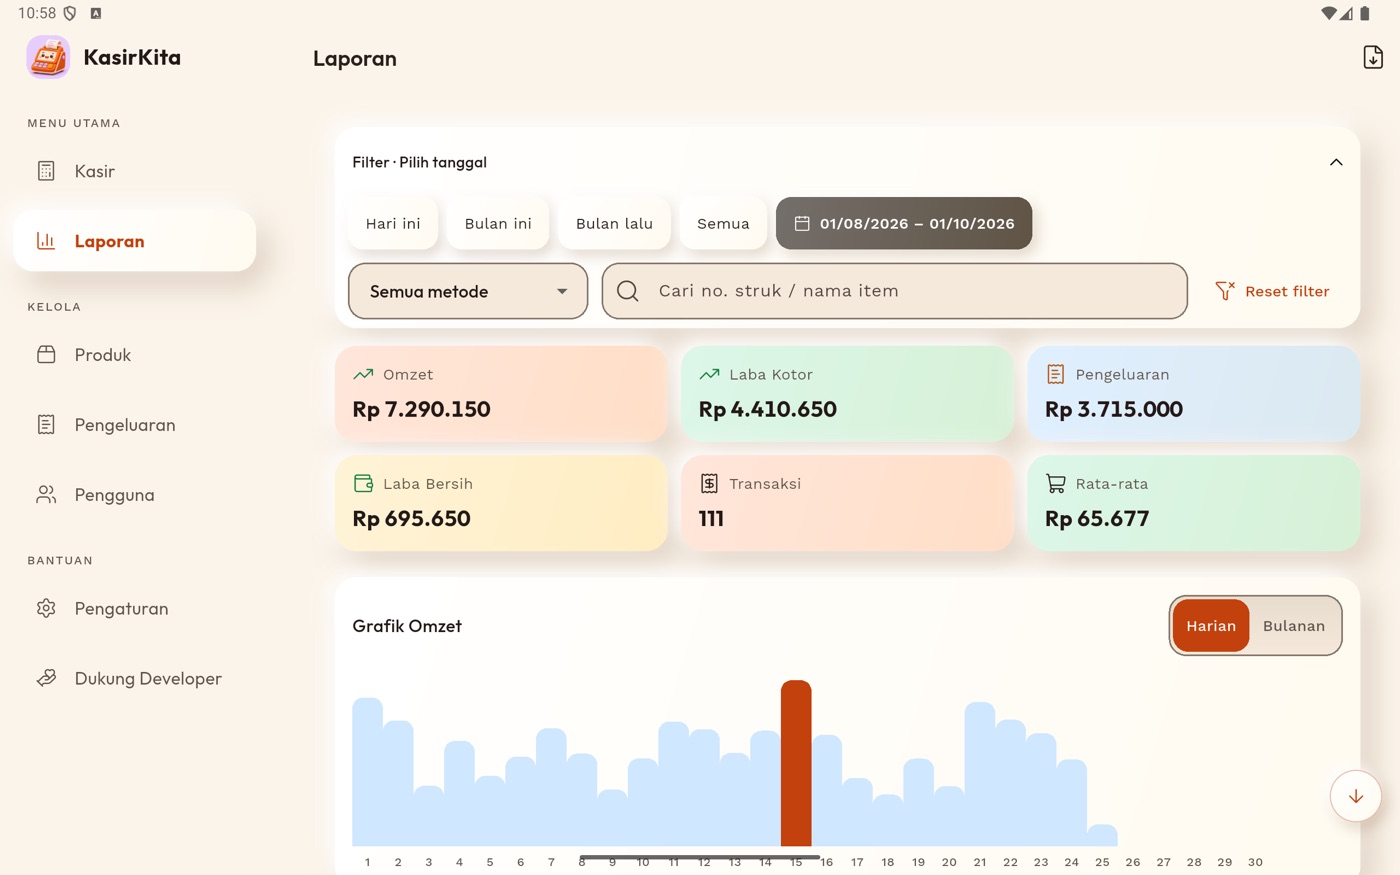 10:58
KasirKita
Laporan
MENU UTAMA
Kasir
Laporan
KELOLA
Produk
Pengeluaran
Pengguna
BANTUAN
Pengaturan
Dukung Developer
Filter · Pilih tanggal
Hari ini
Bulan ini
Bulan lalu
Semua
01/08/2026 – 01/10/2026
Semua metode
Cari no. struk / nama item
Reset filter
Omzet
Rp 7.290.150
Laba Kotor
Rp 4.410.650
Pengeluaran
Rp 3.715.000
Laba Bersih
Rp 695.650
Transaksi
111
Rata-rata
Rp 65.677
Grafik Omzet
Harian
Bulanan
1 2 3 4 5 6 7 8 9 10 11 12 13 14 15 16 17 18 19 20 21 22 23 24 25 26 27 28 29 30